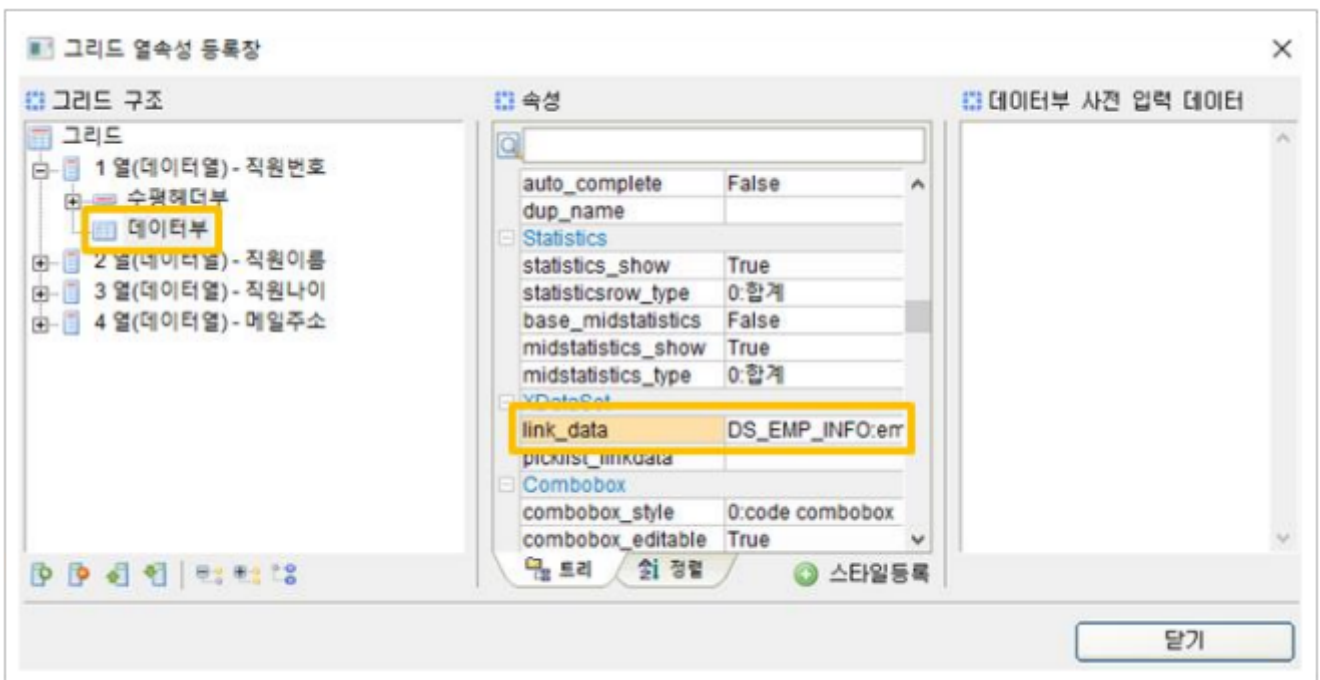 그리드 열속성 등록창
그리드 구조
그리드
1 열(데이터열) - 직원번호
수평헤더부
데이터부
2 열(데이터열) - 직원이름
3 열(데이터열) - 직원나이
4 열(데이터열) - 메일주소
속성
auto_complete False
dup_name
Statistics
statistics_show True
statisticsrow_type 0:합계
base_midstatistics False
midstatistics_show True
midstatistics_type 0:합계
XDataSet
link_data DS_EMP_INFO:em
picklist_linkdata
Combobox
combobox_style 0:code combobox
combobox_editable True
트리 정렬 스타일등록
데이터부 사전 입력 데이터
닫기